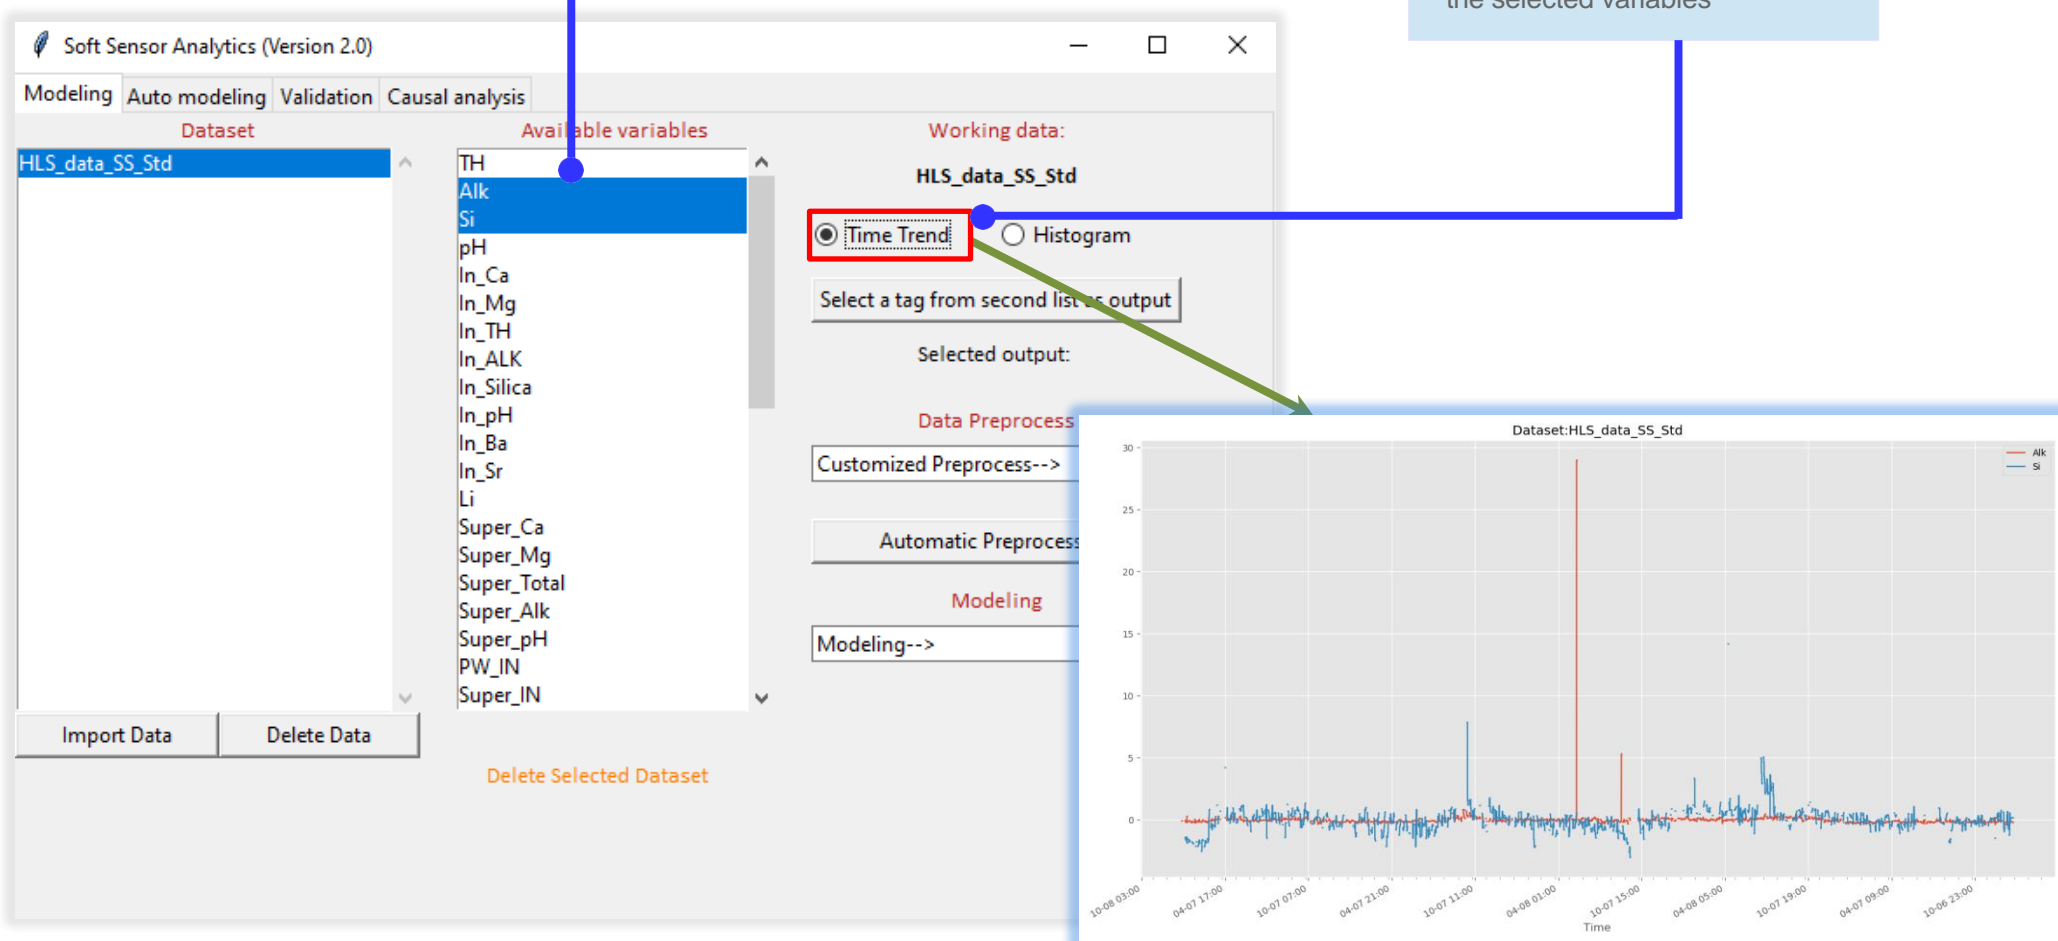 the selected variables
Soft Sensor Analytics (Version 2.0)
Modeling Auto modeling Validation Causal analysis
Dataset
HLS_data_SS_Std
Import Data Delete Data
Available variables
TH
Alk
Si
pH
In_Ca
In_Mg
In_TH
In_ALK
In_Silica
In_pH
In_Ba
In_Sr
Li
Super_Ca
Super_Mg
Super_Total
Super_Alk
Super_pH
PW_IN
Super_IN
Delete Selected Dataset
Working data:
HLS_data_SS_Std
Time Trend Histogram
Select a tag from second list as output
Selected output:
Data Preprocess
Customized Preprocess-->
Automatic Preprocess
Modeling
Modeling-->
Dataset:HLS_data_SS_Std
Alk
Si
30
25
20
15
10
5
0
10-08 03:00 04-07 17:00 10-07 07:00 04-07 21:00 10-07 11:00 04-08 01:00 10-07 15:00 04-08 05:00 10-07 19:00 04-07 09:00 10-06 23:00
Time